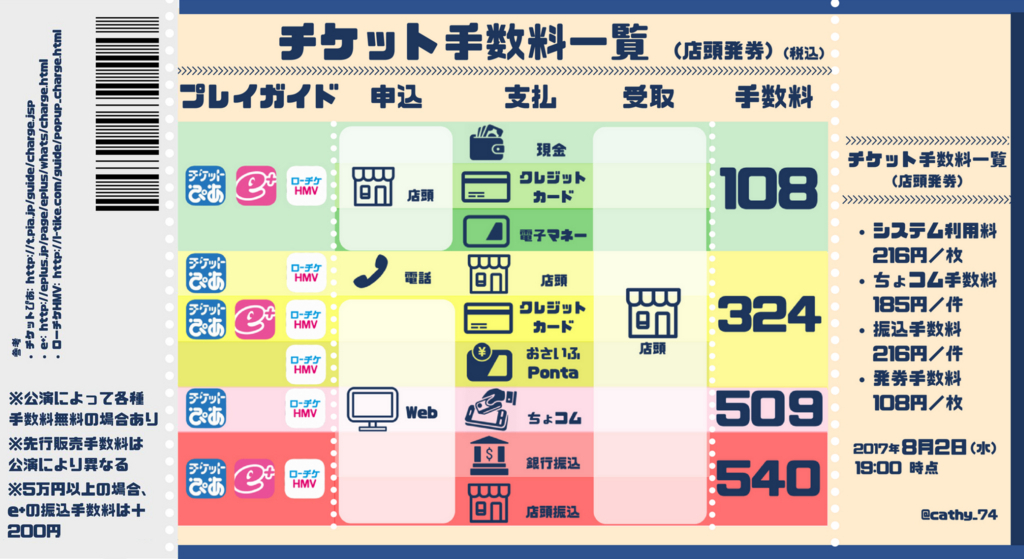 チケット手数料一覧 (店頭発券) (税込)
プレイガイド 申込 支払 受取 手数料
チケットぴあ e+ ローチケHMV
店頭
現金
クレジットカード
電子マネー
108
チケットぴあ ローチケHMV
電話
店頭
チケットぴあ e+ ローチケHMV
クレジットカード
324
店頭
ローチケHMV
おさいふPonta
チケットぴあ ローチケHMV
Web
ちょコム
509
チケットぴあ e+ ローチケHMV
銀行振込
店頭振込
540
参考
・チケットぴあ: http://t.pia.jp/guide/charge.jsp
・e+: http://eplus.jp/page/eplus/whats/charge.html
・ローチケHMV: http://l-tike.com/guide/popup_charge.html
※公演によって各種
手数料無料の場合あり
※先行販売手数料は
公演により異なる
※5万円以上の場合、
e+の振込手数料は＋
200円
チケット手数料一覧
(店頭発券)
・システム利用料
216円/枚
・ちょコム手数料
185円/件
・振込手数料
216円/件
・発券手数料
108円/枚
2017年8月2日(水)
19:00 時点
@cathy_74